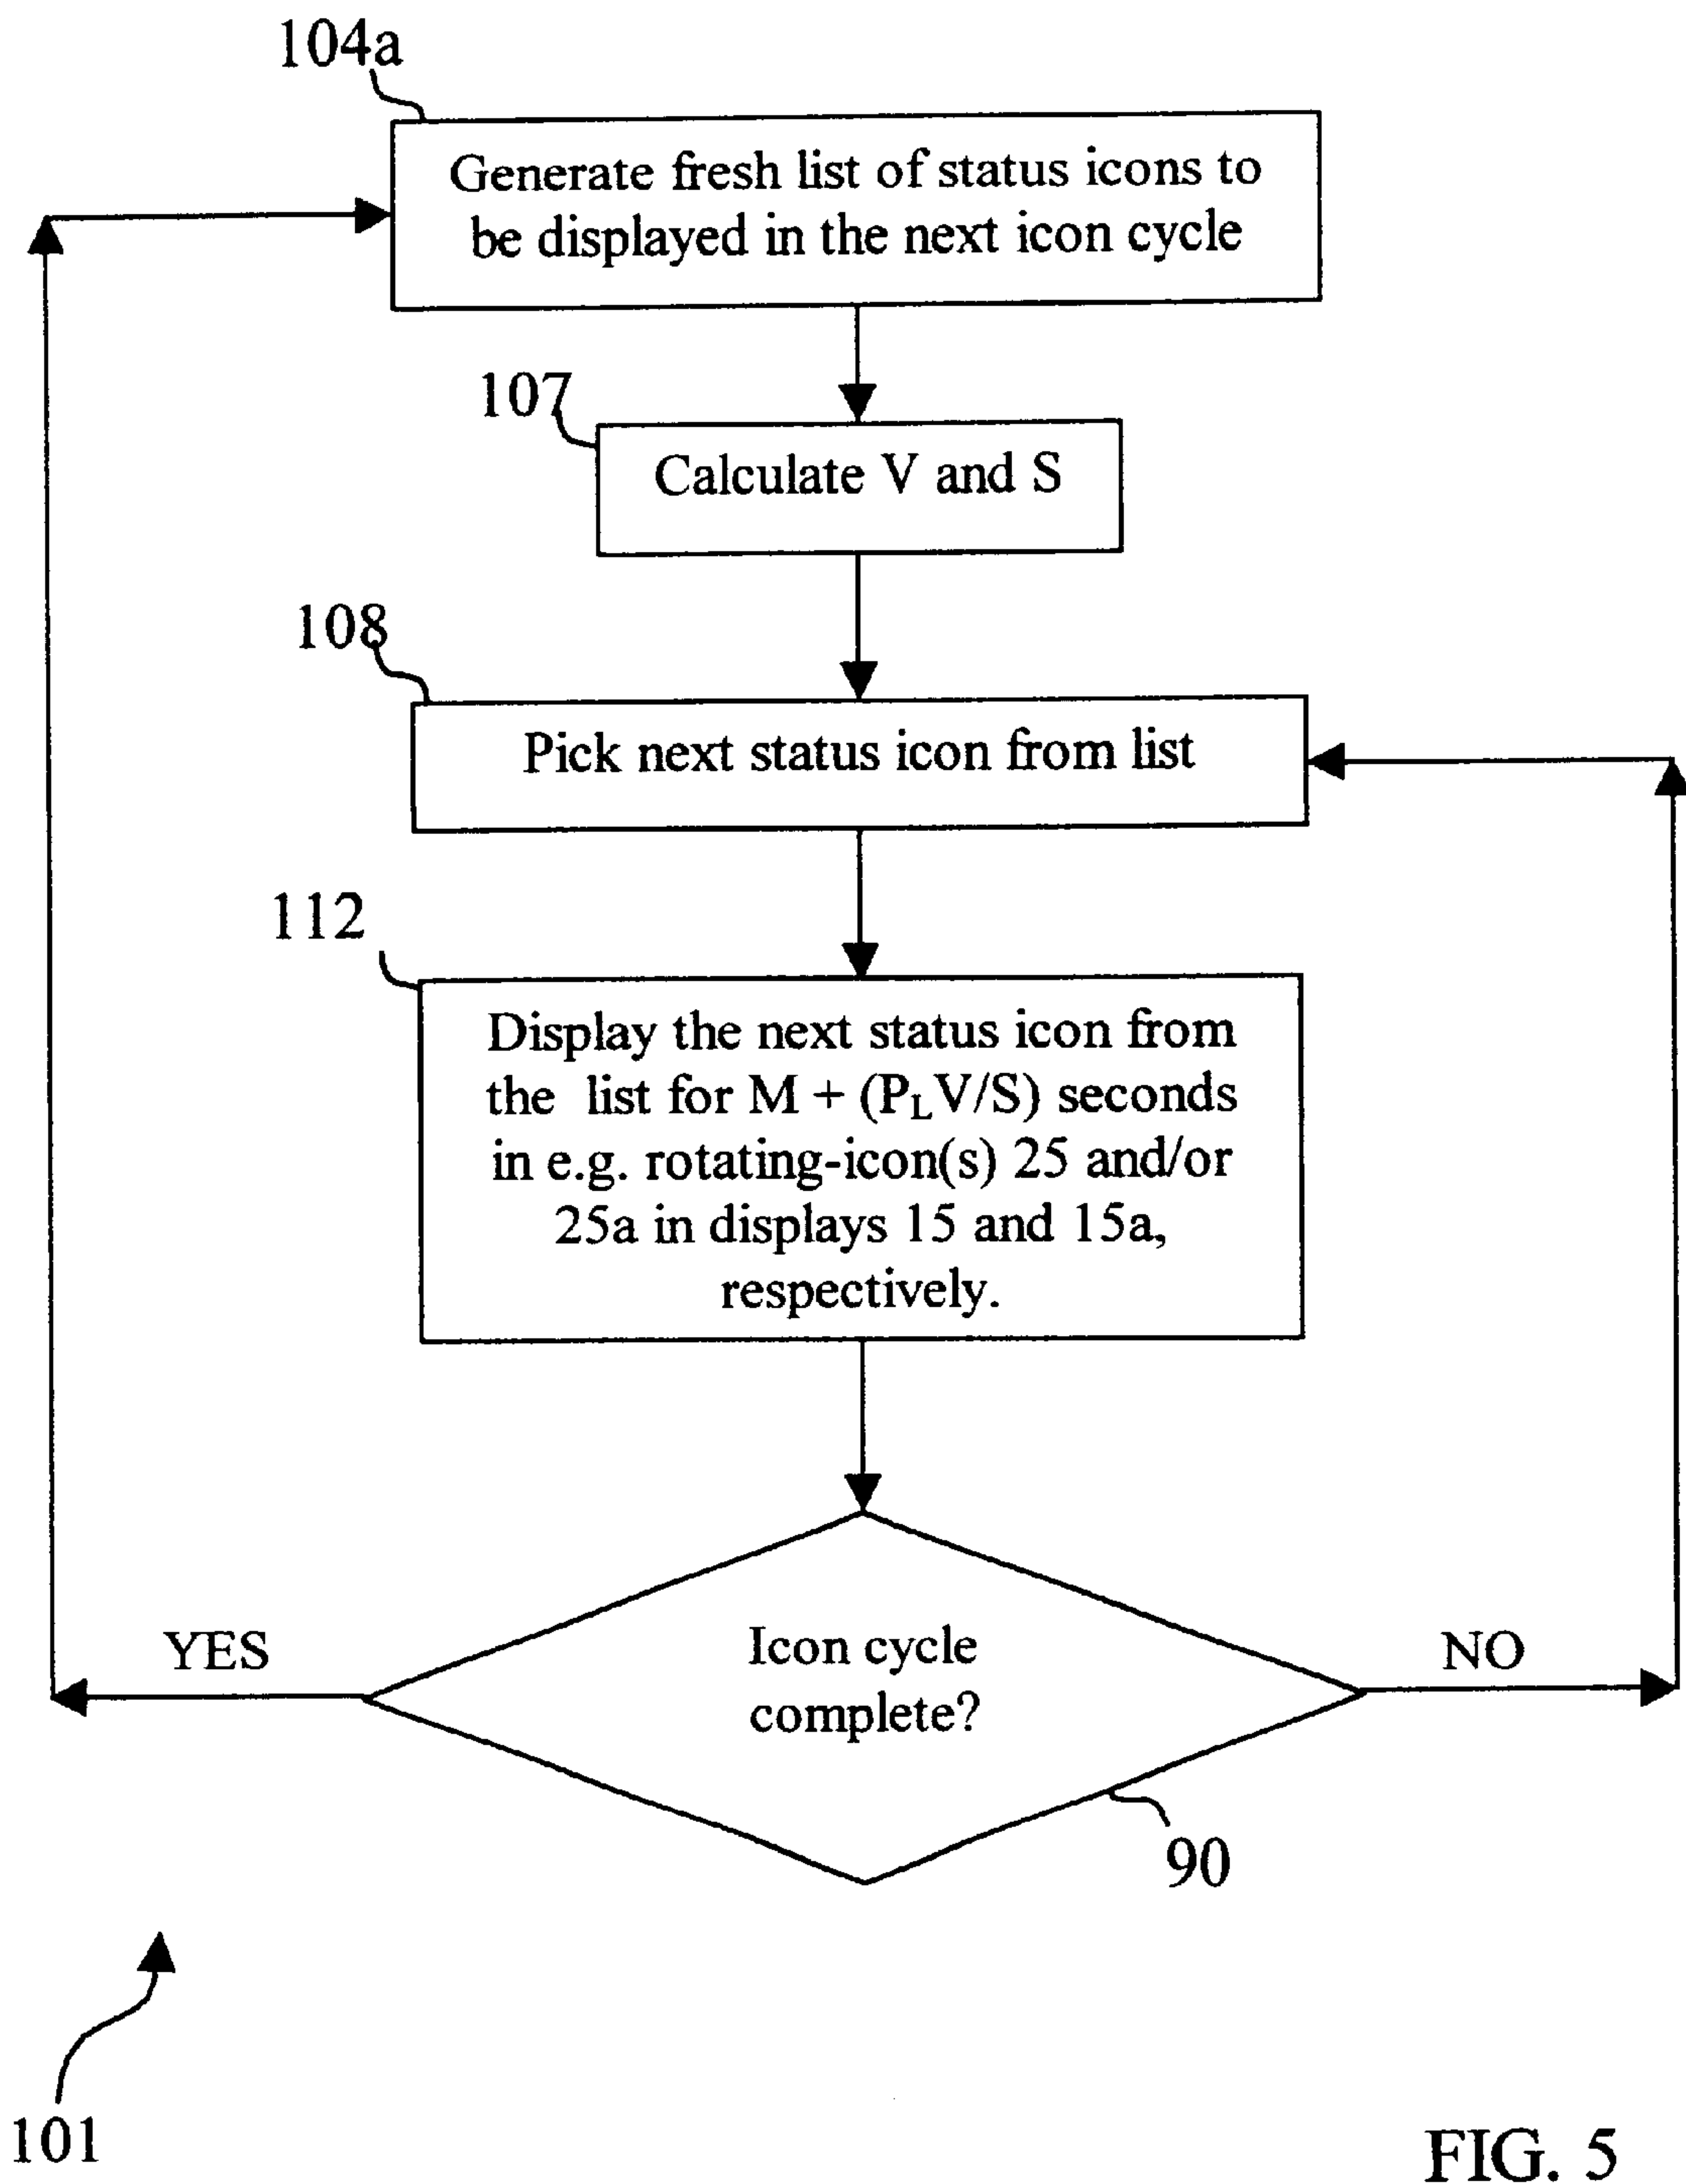 104a
Generate fresh list of status icons to
be displayed in the next icon cycle
107
Calculate V and S
108
Pick next status icon from list
112
Display the next status icon from
the list for M + (PLV/S) seconds
in e.g. rotating-icon(s) 25 and/or
25a in displays 15 and 15a,
respectively.
YES
Icon cycle
complete?
NO
90
101
FIG. 5